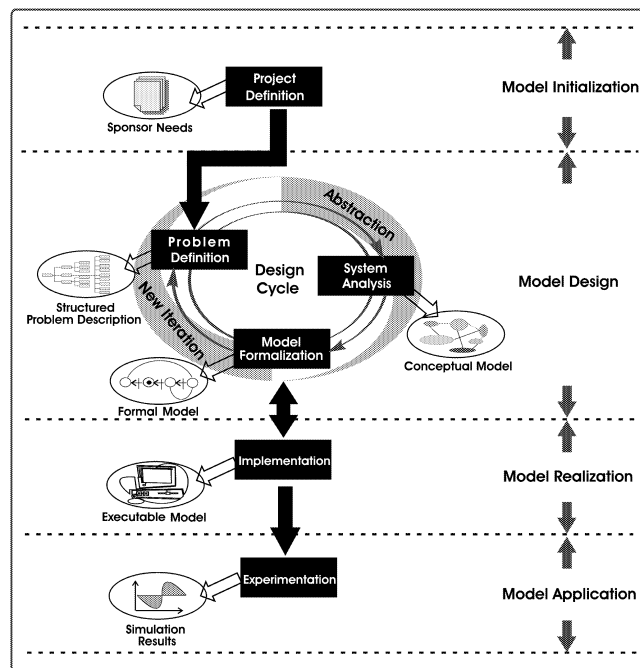 Project
Definition
Model Initialization
Sponsor Needs
Abstraction
Problem
Definition
Design
Cycle
System
Analysis
Model Design
Structured
Problem Description
New Iteration
Model
Formalization
Conceptual Model
Formal Model
Implementation
Model Realization
Executable Model
Experimentation
Model Application
Simulation
Results